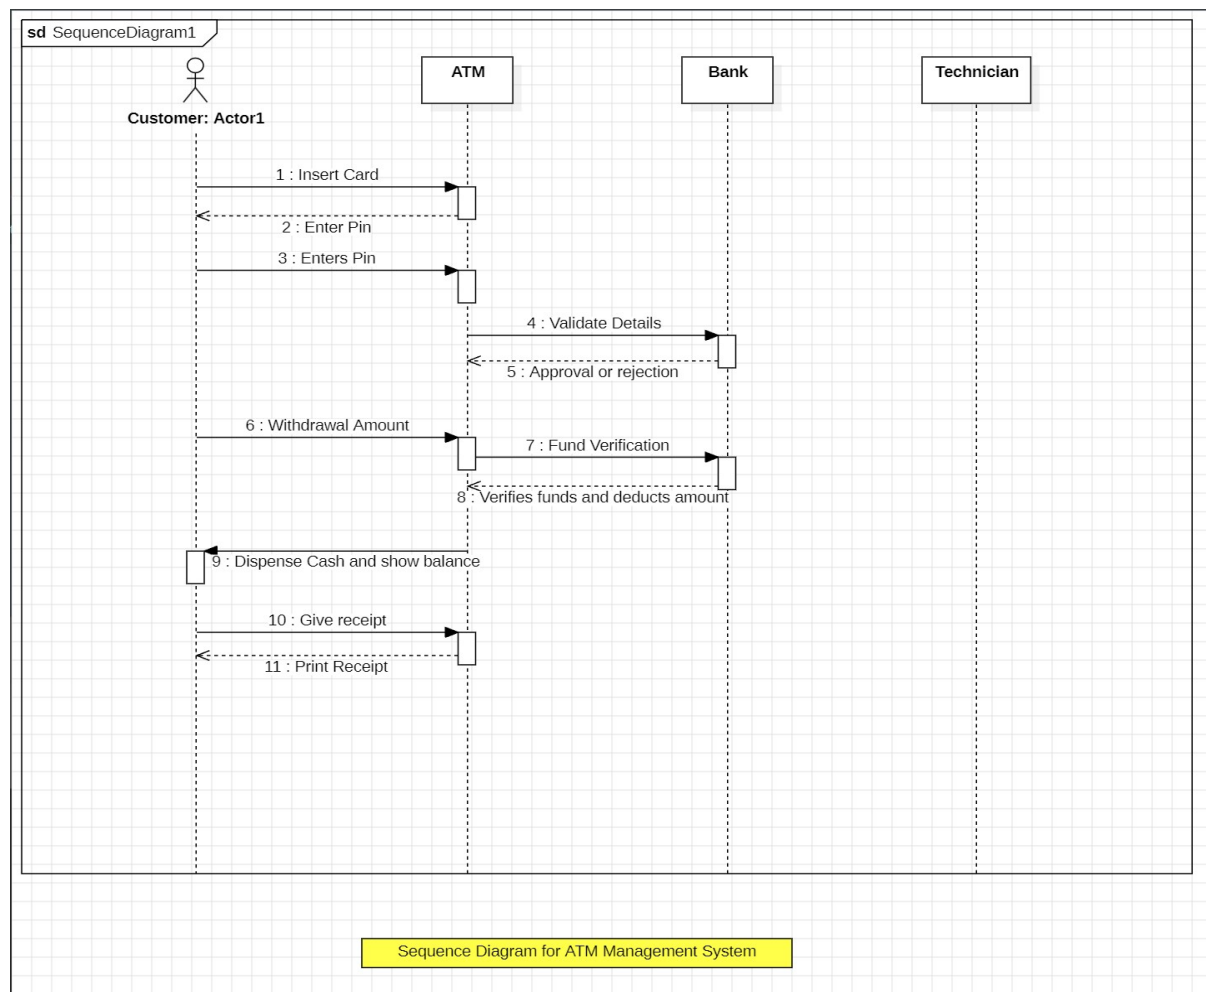 sd SequenceDiagram1
ATM
Bank
Technician
Customer: Actor1
1 : Insert Card
2 : Enter Pin
3 : Enters Pin
4 : Validate Details
5 : Approval or rejection
6 : Withdrawal Amount
7 : Fund Verification
8 : Verifies funds and deducts amount
9 : Dispense Cash and show balance
10 : Give receipt
11 : Print Receipt
Sequence Diagram for ATM Management System